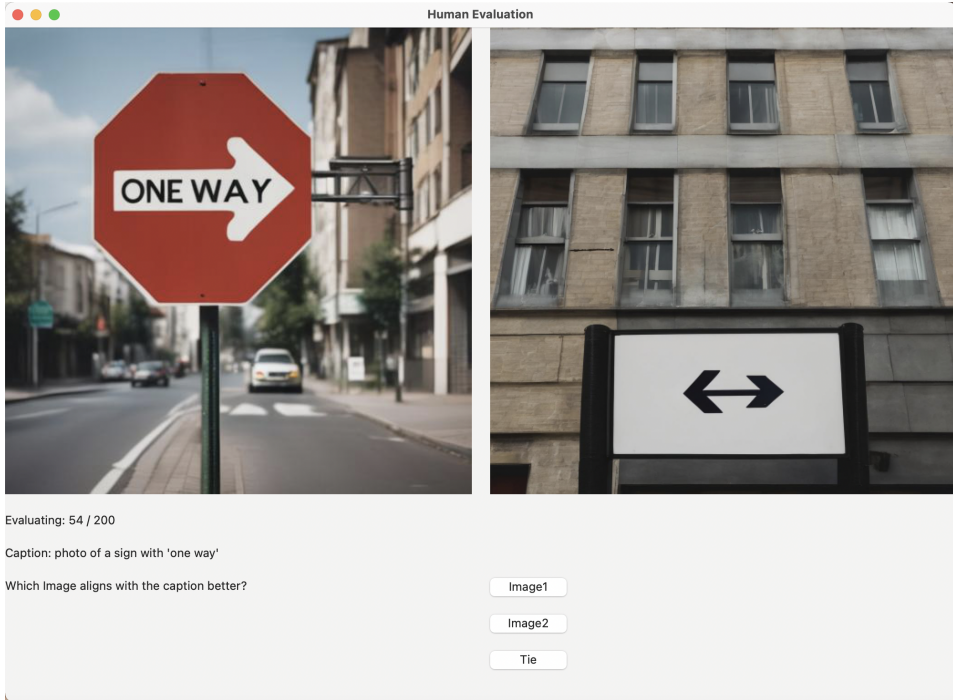 Human Evaluation
ONE WAY
Evaluating: 54 / 200
Caption: photo of a sign with 'one way'
Which Image aligns with the caption better?
Image1
Image2
Tie